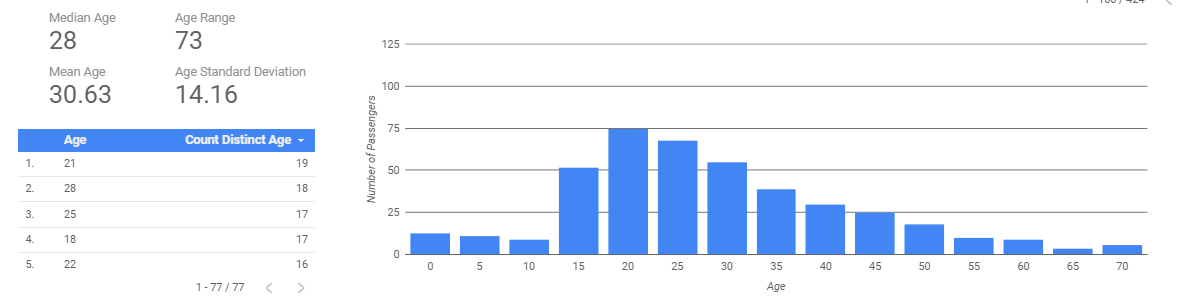 Median Age
28
Age Range
73
Mean Age
30.63
Age Standard Deviation
14.16
Age Count Distinct Age
1. 21 19
2. 28 18
3. 25 17
4. 18 17
5. 22 16
1 - 77 / 77
Number of Passengers
125
100
75
50
25
0
0 5 10 15 20 25 30 35 40 45 50 55 60 65 70
Age